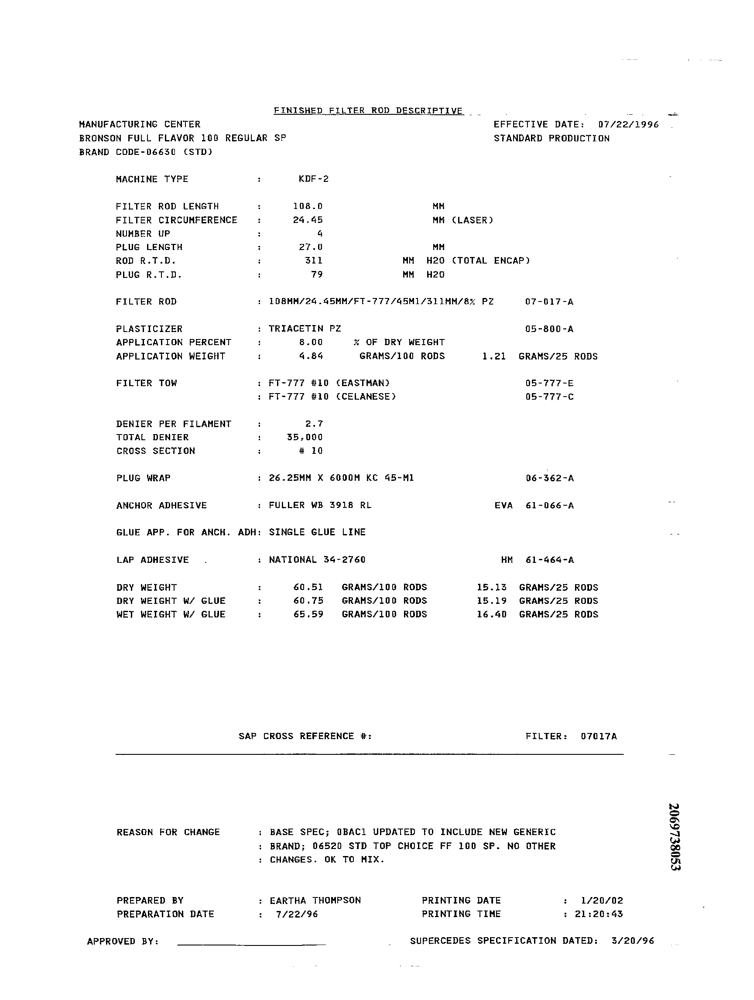 FINISHED FILTER ROD DESCRIPTIVE
MANUFACTURING CENTER EFFECTIVE DATE: 07/22/1996
BRONSON FULL FLAVOR 100 REGULAR SP STANDARD PRODUCTION
BRAND CODE-06630 (STD)
MACHINE TYPE : KDF-2
FILTER ROD LENGTH : 108.0 MM
FILTER CIRCUMFERENCE : 24.45 MM (LASER)
NUMBER UP : 4
PLUG LENGTH : 27.0 MM
ROD R.T.D. : 311 MM H2O (TOTAL ENCAP)
PLUG R.T.D. : 79 MM H2O
FILTER ROD : 108MM/24.45MM/FT-777/45M1/311MM/8% PZ 07-017-A
PLASTICIZER : TRIACETIN PZ 05-800-A
APPLICATION PERCENT : 8.00 % OF DRY WEIGHT
APPLICATION WEIGHT : 4.84 GRAMS/100 RODS 1.21 GRAMS/25 RODS
FILTER TOW : FT-777 #10 (EASTMAN) 05-777-E
: FT-777 #10 (CELANESE) 05-777-C
DENIER PER FILAMENT : 2.7
TOTAL DENIER : 35,000
CROSS SECTION : # 10
PLUG WRAP : 26.25MM X 6000M KC 45-M1 06-362-A
ANCHOR ADHESIVE : FULLER WB 3918 RL EVA 61-066-A
GLUE APP. FOR ANCH. ADH: SINGLE GLUE LINE
LAP ADHESIVE . : NATIONAL 34-2760 HM 61-464-A
DRY WEIGHT : 60.51 GRAMS/100 RODS 15.13 GRAMS/25 RODS
DRY WEIGHT W/ GLUE : 60.75 GRAMS/100 RODS 15.19 GRAMS/25 RODS
WET WEIGHT W/ GLUE : 65.59 GRAMS/100 RODS 16.40 GRAMS/25 RODS
SAP CROSS REFERENCE #: FILTER: 07017A
REASON FOR CHANGE : BASE SPEC; 0BAC1 UPDATED TO INCLUDE NEW GENERIC
: BRAND; 06520 STD TOP CHOICE FF 100 SP. NO OTHER
: CHANGES. OK TO MIX.
2069738053
PREPARED BY : EARTHA THOMPSON PRINTING DATE : 1/20/02
PREPARATION DATE : 7/22/96 PRINTING TIME : 21:20:43
APPROVED BY: SUPERCEDES SPECIFICATION DATED: 3/20/96